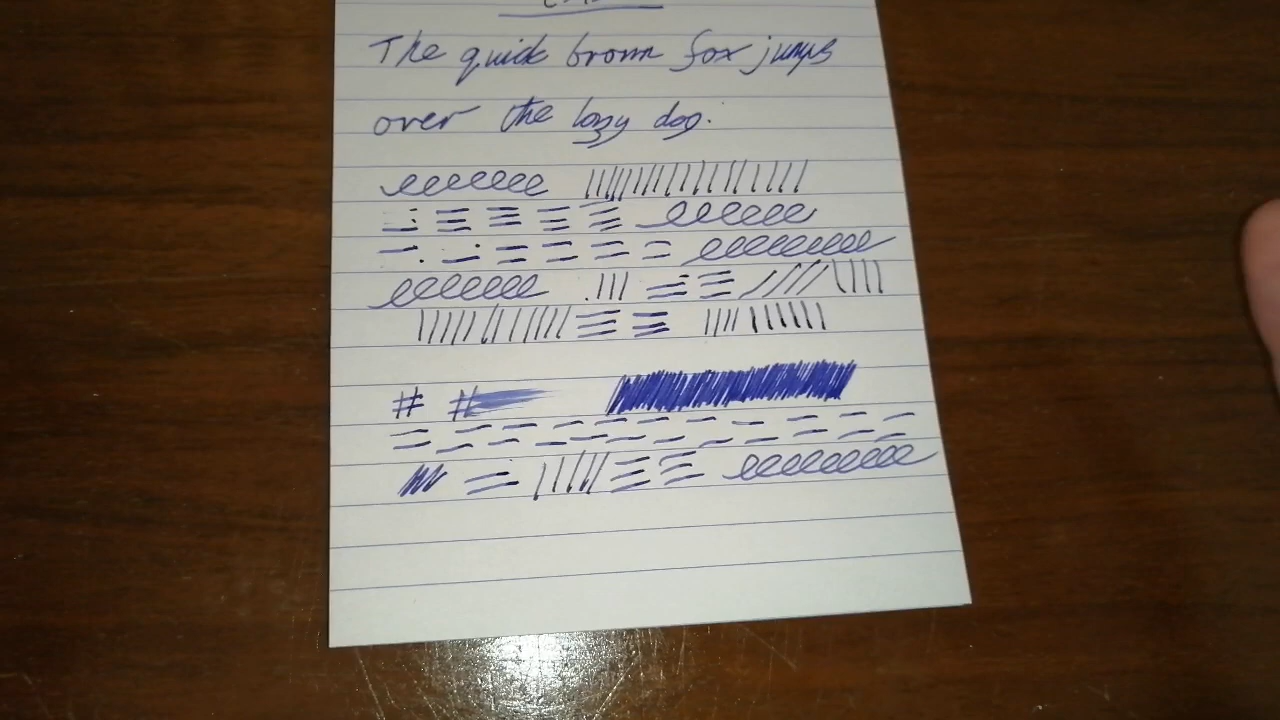 The quick brown fox jumps
over the lazy dog.
# #